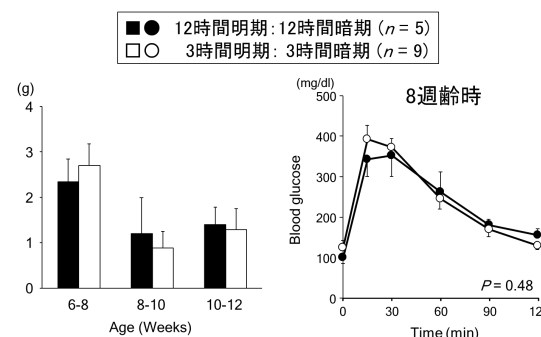 ■● 12時間明期：12時間暗期 (n = 5)
□○ 3時間明期：3時間暗期 (n = 9)
(g)
4
3
2
1
0
6-8
8-10
10-12
Age (Weeks)
(mg/dl)
8週齢時
500
400
300
200
100
0
Blood glucose
P = 0.48
0
30
60
90
12
Time (min)